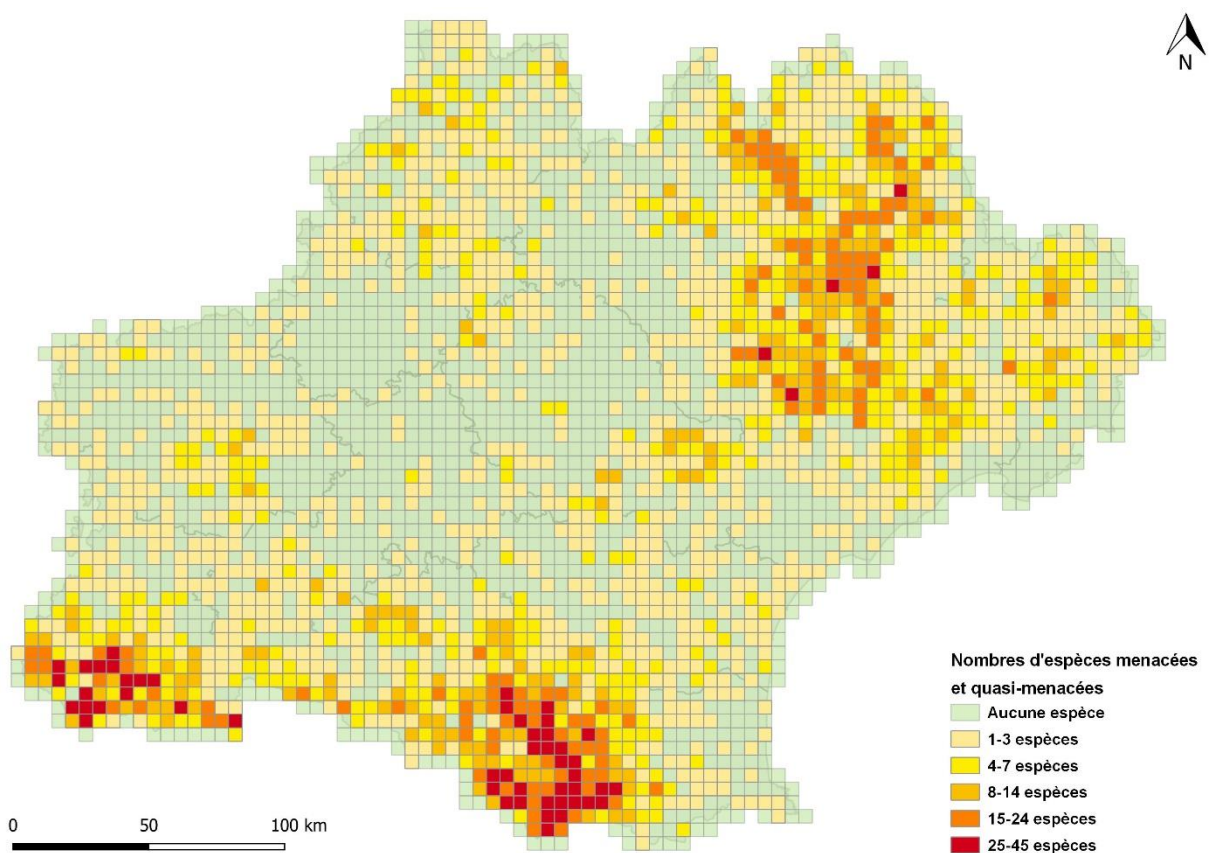 N
Nombres d'espèces menacées
et quasi-menacées
Aucune espèce
1-3 espèces
4-7 espèces
8-14 espèces
15-24 espèces
25-45 espèces
0 50 100 km